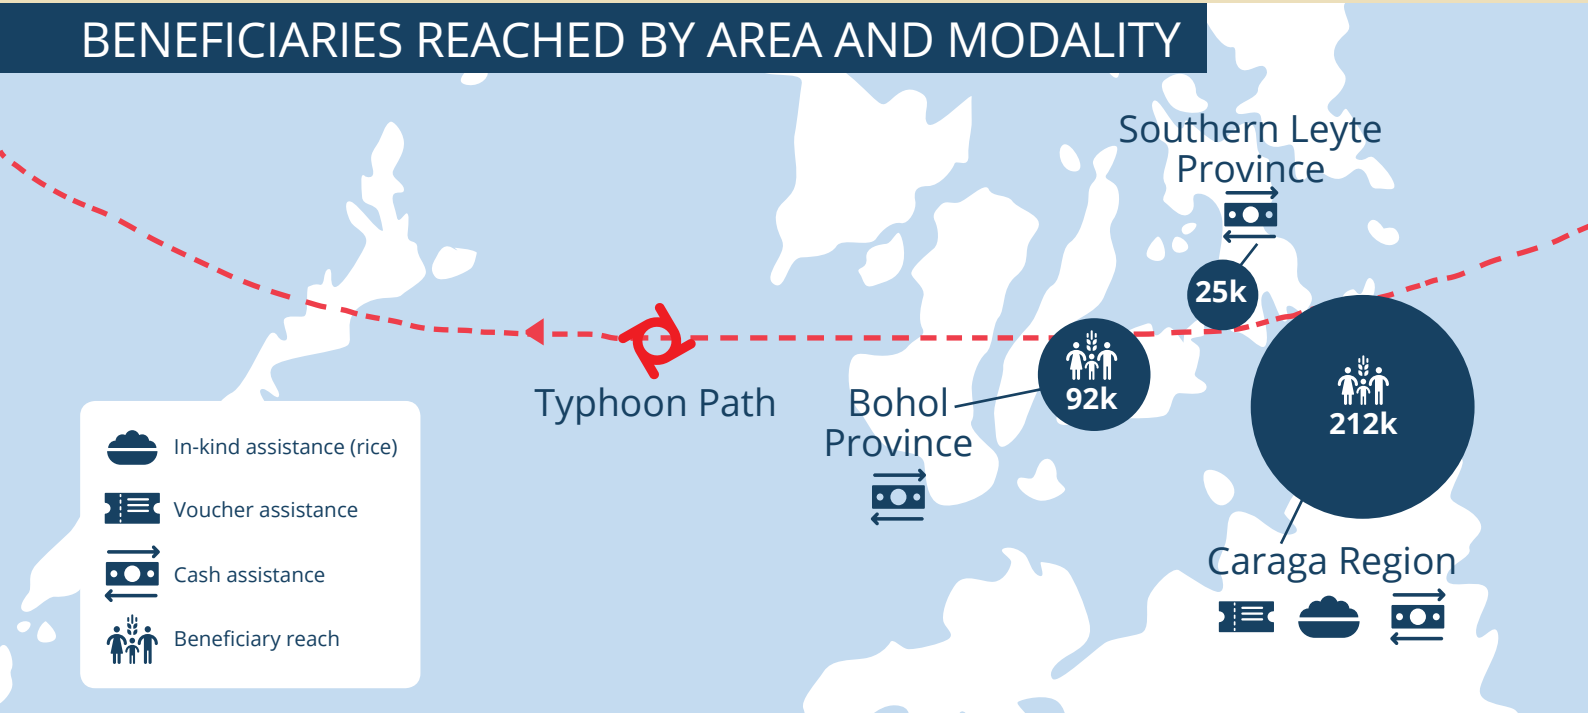 BENEFICIARIES REACHED BY AREA AND MODALITY
Southern Leyte
Province
25k
92k
212k
Typhoon Path
Bohol
Province
Caraga Region
In-kind assistance (rice)
Voucher assistance
Cash assistance
Beneficiary reach